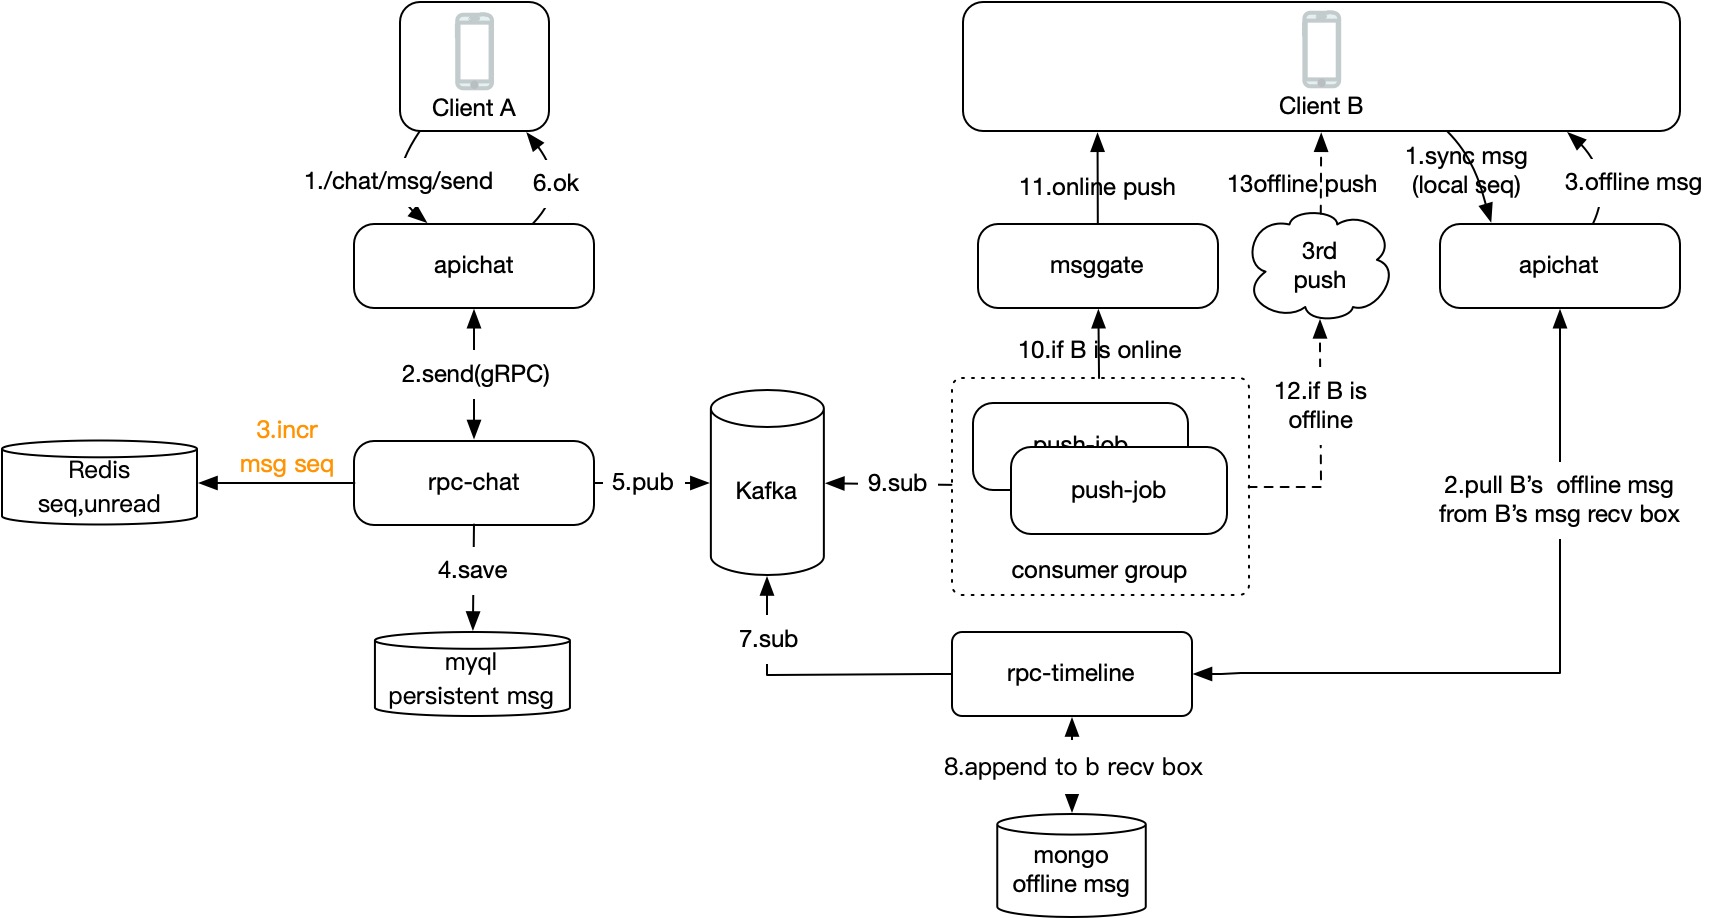 Client A
Client B
1./chat/msg/send
6.ok
11.online push
13offline push
1.sync msg
(local seq)
3.offline msg
apichat
msggate
3rd
push
apichat
2.send(gRPC)
10.if B is online
12.if B is
offline
3.incr
msg seq
Redis
seq,unread
rpc-chat
5.pub
Kafka
9.sub
push-job
push-job
consumer group
2.pull B’s  offline msg
from B’s msg recv box
4.save
7.sub
myql
persistent msg
rpc-timeline
8.append to b recv box
mongo
offline msg